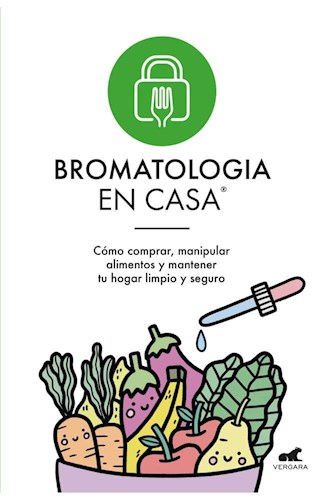 BROMATOLOGIA
EN CASA®
Cómo comprar, manipular
alimentos y mantener
tu hogar limpio y seguro
VERGARA